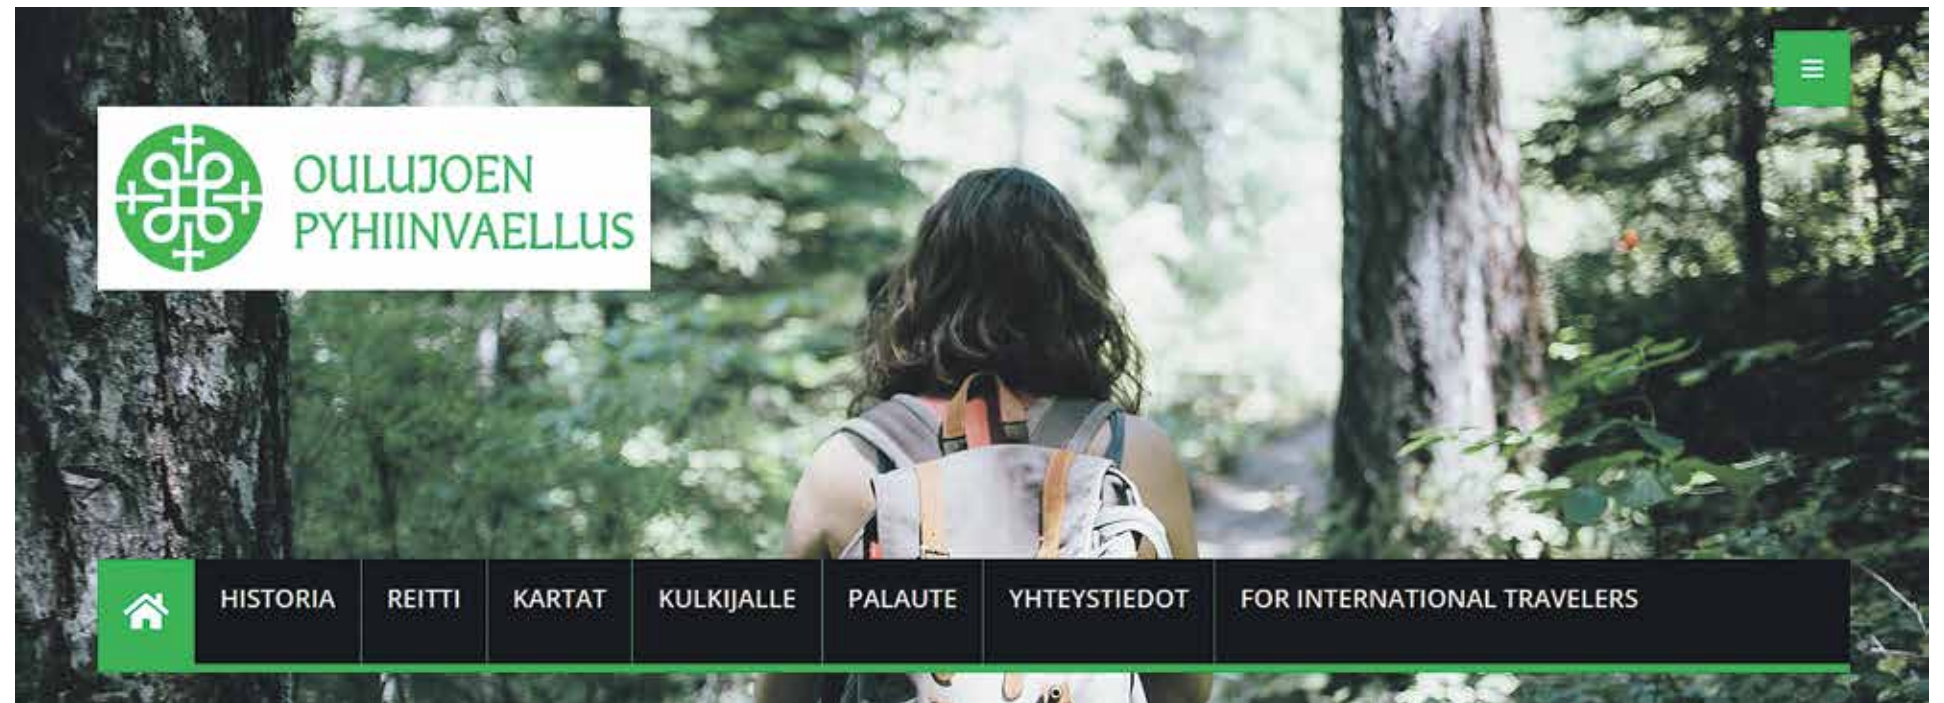 OULUJOEN
PYHIINVAELLUS
HISTORIA REITTI KARTAT KULKIJALLE PALAUTE YHTEYSTIEDOT FOR INTERNATIONAL TRAVELERS